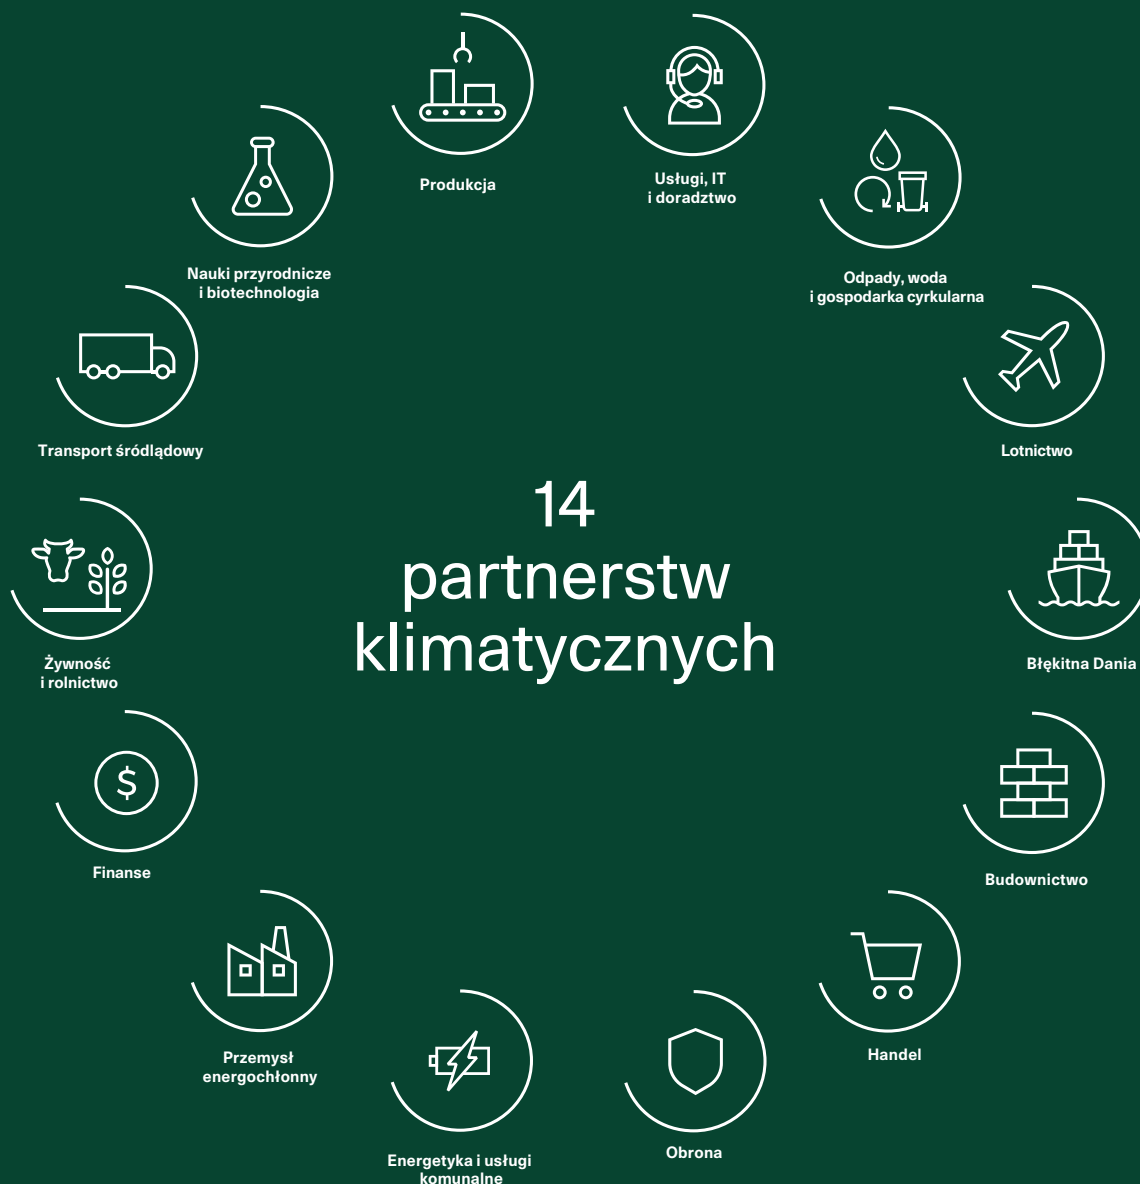 Produkcja
Usługi, IT
i doradztwo
Nauki przyrodnicze
i biotechnologia
Odpady, woda
i gospodarka cyrkularna
Transport śródlądowy
Lotnictwo
14
partnerstw
klimatycznych
Żywność
i rolnictwo
Błękitna Dania
Finanse
Budownictwo
Przemysł
energochłonny
Handel
Energetyka i usługi
komunalne
Obrona